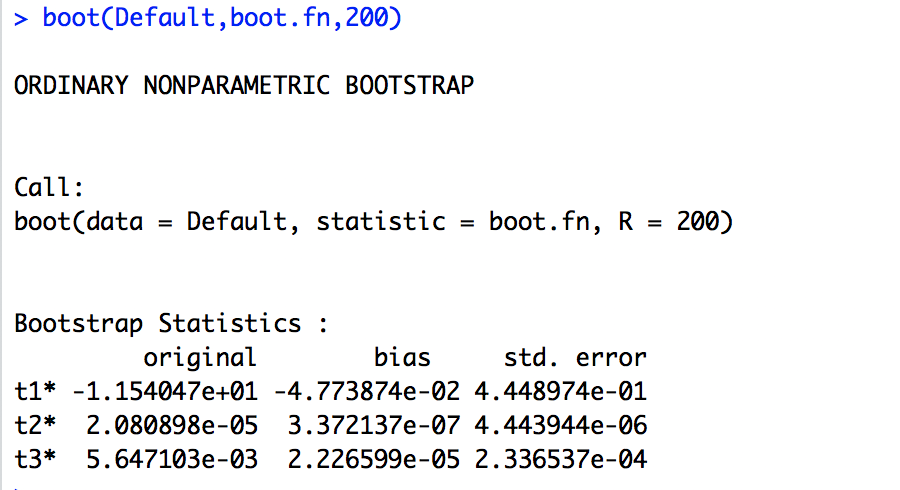 > boot(Default,boot.fn,200)
ORDINARY NONPARAMETRIC BOOTSTRAP
Call:
boot(data = Default, statistic = boot.fn, R = 200)
Bootstrap Statistics :
original bias std. error
t1* -1.154047e+01 -4.773874e-02 4.448974e-01
t2* 2.080898e-05 3.372137e-07 4.443944e-06
t3* 5.647103e-03 2.226599e-05 2.336537e-04